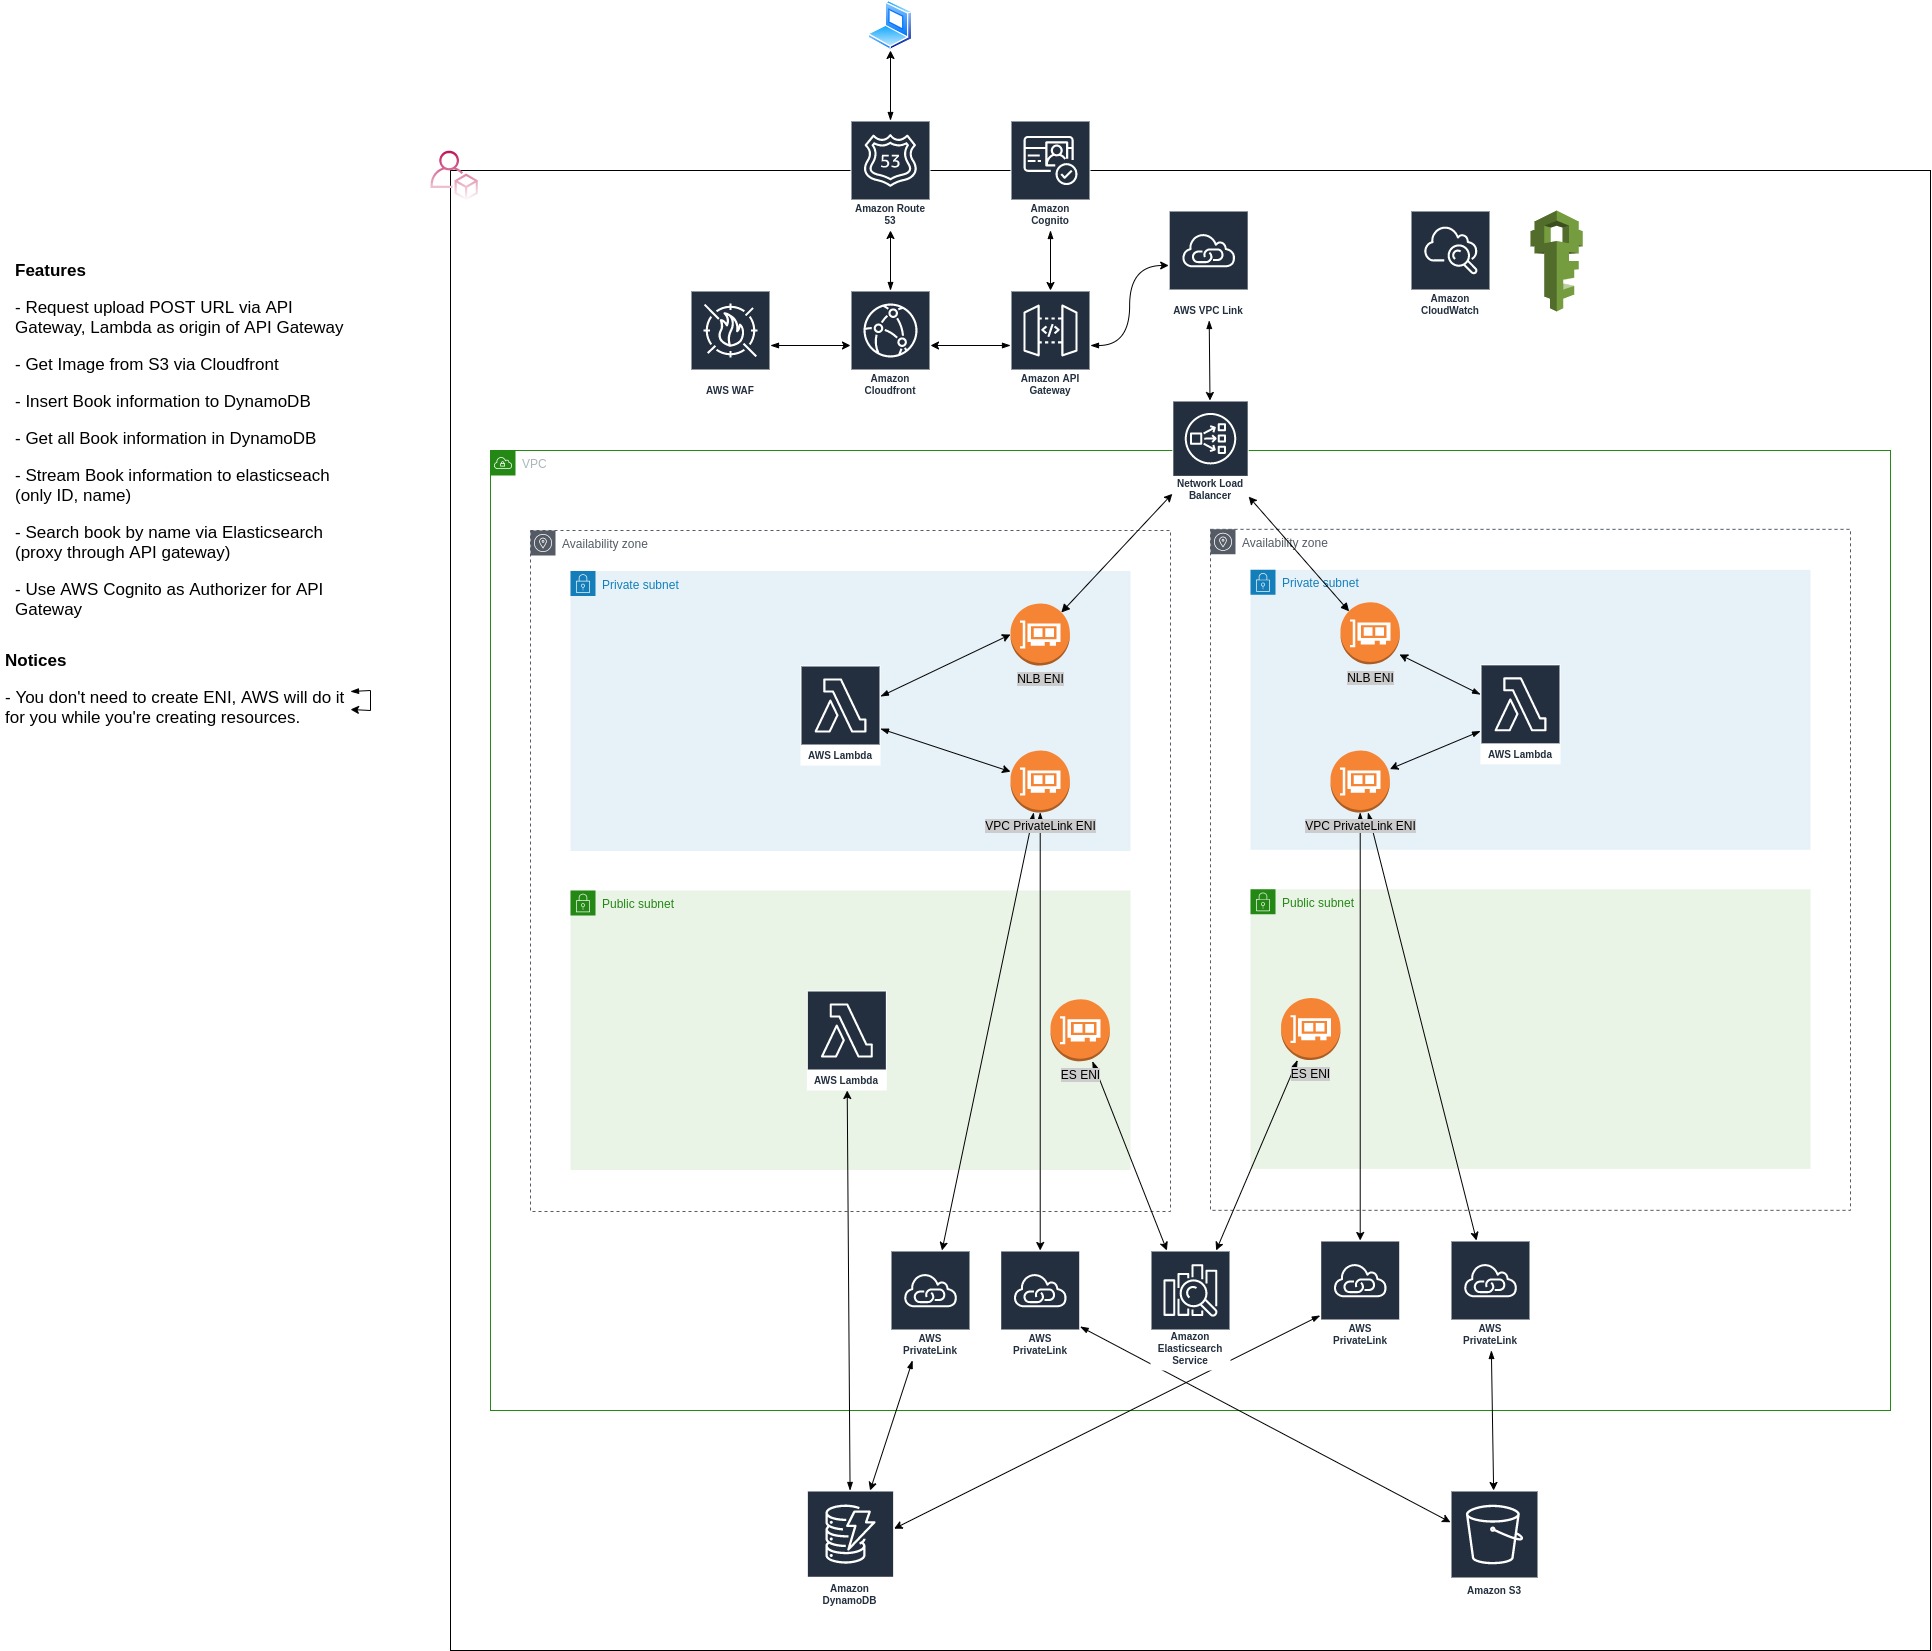 53
Amazon Route
53
Amazon
Cognito
AWS VPC Link
Amazon
CloudWatch
AWS WAF
Amazon
Cloudfront
</>
Amazon API
Gateway
Features
- Request upload POST URL via API
Gateway, Lambda as origin of API Gateway
- Get Image from S3 via Cloudfront
- Insert Book information to DynamoDB
- Get all Book information in DynamoDB
- Stream Book information to elasticseach
(only ID, name)
- Search book by name via Elasticsearch
(proxy through API gateway)
- Use AWS Cognito as Authorizer for API
Gateway
Notices
- You don't need to create ENI, AWS will do it
for you while you're creating resources.
VPC
Network Load
Balancer
Availability zone
Private subnet
NLB ENI
AWS Lambda
VPC PrivateLink ENI
Public subnet
AWS Lambda
ES ENI
Availability zone
Private subnet
NLB ENI
AWS Lambda
VPC PrivateLink ENI
Public subnet
ES ENI
AWS
PrivateLink
AWS
PrivateLink
Amazon
Elasticsearch
Service
AWS
PrivateLink
AWS
PrivateLink
Amazon
DynamoDB
Amazon S3